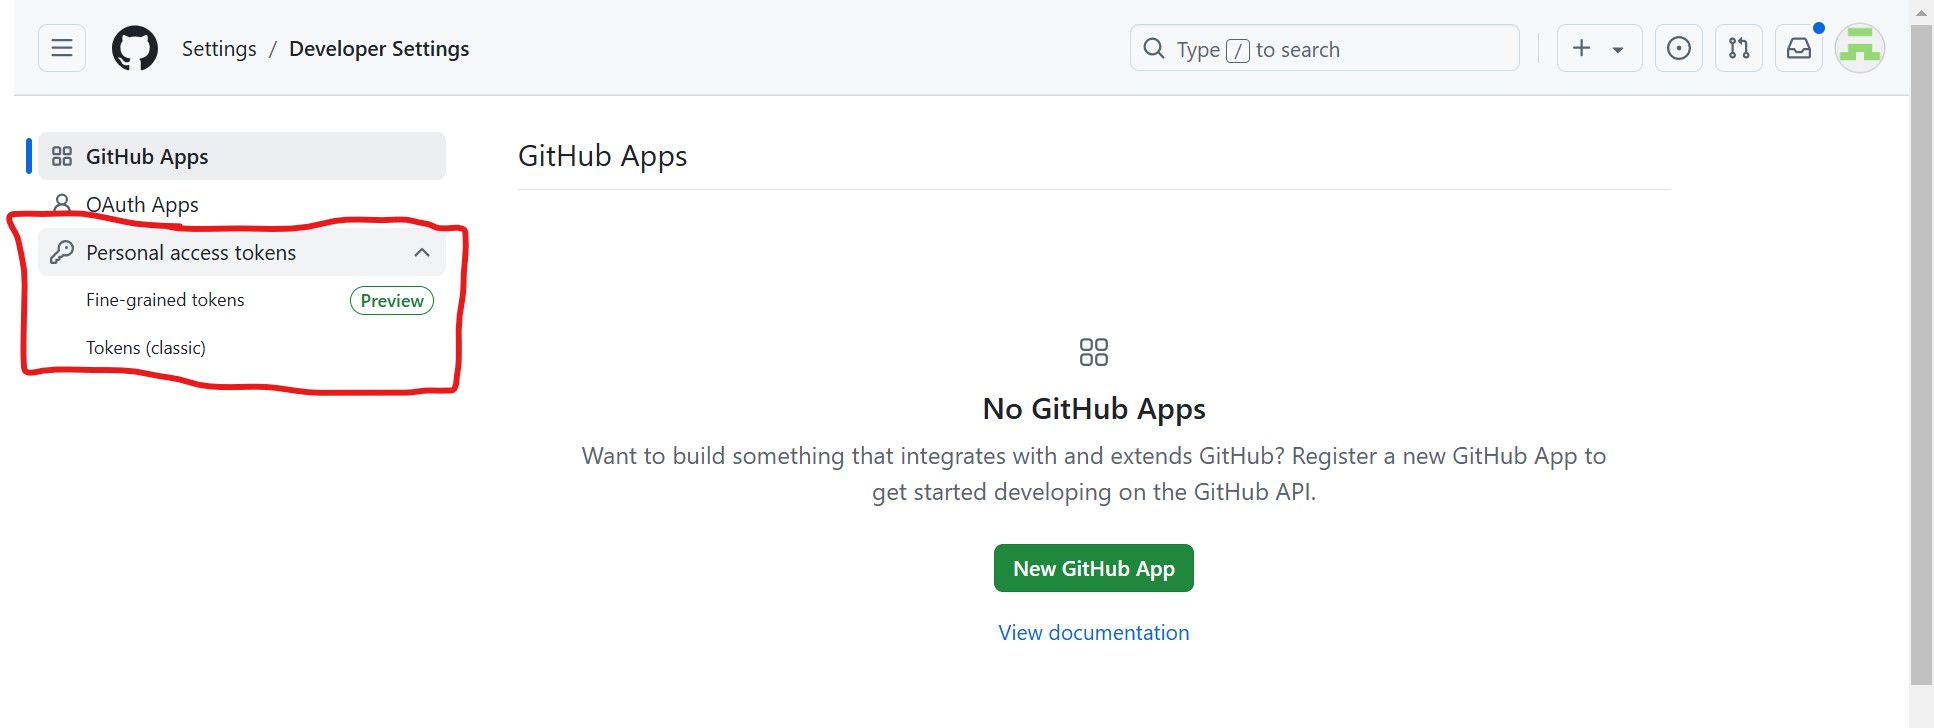 Settings / Developer Settings
Type / to search
GitHub Apps
OAuth Apps
Personal access tokens
Fine-grained tokens Preview
Tokens (classic)
GitHub Apps
No GitHub Apps
Want to build something that integrates with and extends GitHub? Register a new GitHub App to
get started developing on the GitHub API.
New GitHub App
View documentation